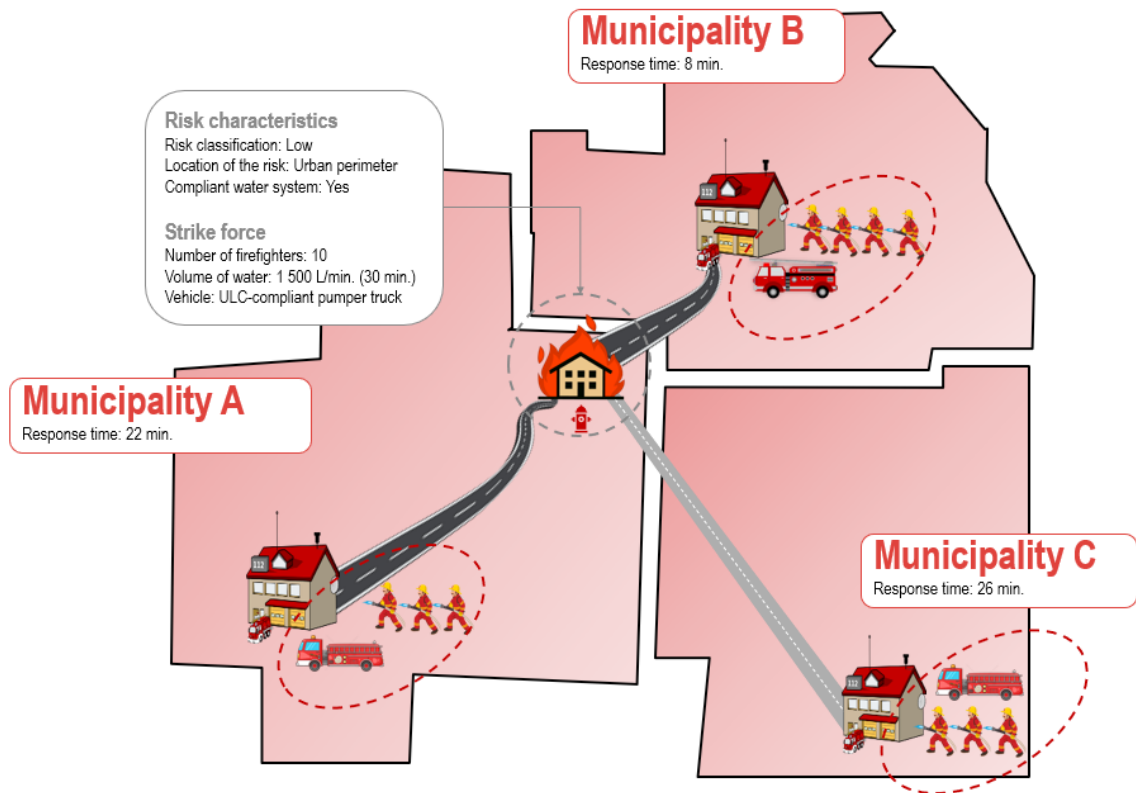 Municipality B
Response time: 8 min.
Risk characteristics
Risk classification: Low
Location of the risk: Urban perimeter
Compliant water system: Yes
Strike force
Number of firefighters: 10
Volume of water: 1 500 L/min. (30 min.)
Vehicle: ULC-compliant pumper truck
112
Municipality A
Response time: 22 min.
112
Municipality C
Response time: 26 min.
112